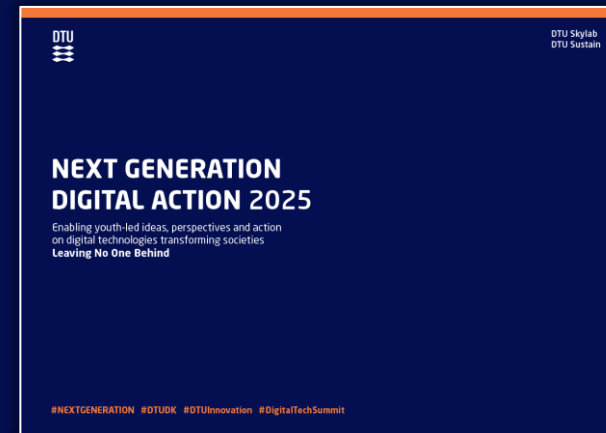 DTU
DTU Skylab
DTU Sustain
NEXT GENERATION
DIGITAL ACTION 2025
Enabling youth-led ideas, perspectives and action
on digital technologies transforming societies
Leaving No One Behind
#NEXTGENERATION #DTUDK #DTUInnovation #DigitalTechSummit